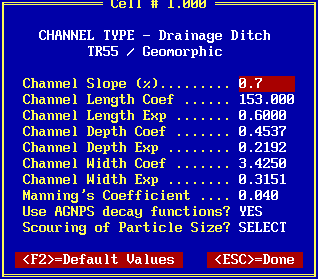 Cell # 1.000
CHANNEL TYPE - Drainage Ditch
TR55 / Geomorphic
Channel Slope (%)......... 0.7
Channel Length Coef ...... 153.000
Channel Length Exp ....... 0.6000
Channel Depth Coef ....... 0.4537
Channel Depth Exp ........ 0.2192
Channel Width Coef ....... 3.4250
Channel Width Exp ........ 0.3151
Manning's Coefficient .... 0.040
Use AGNPS decay functions? YES
Scouring of Particle Size? SELECT
<F2>=Default Values <ESC>=Done